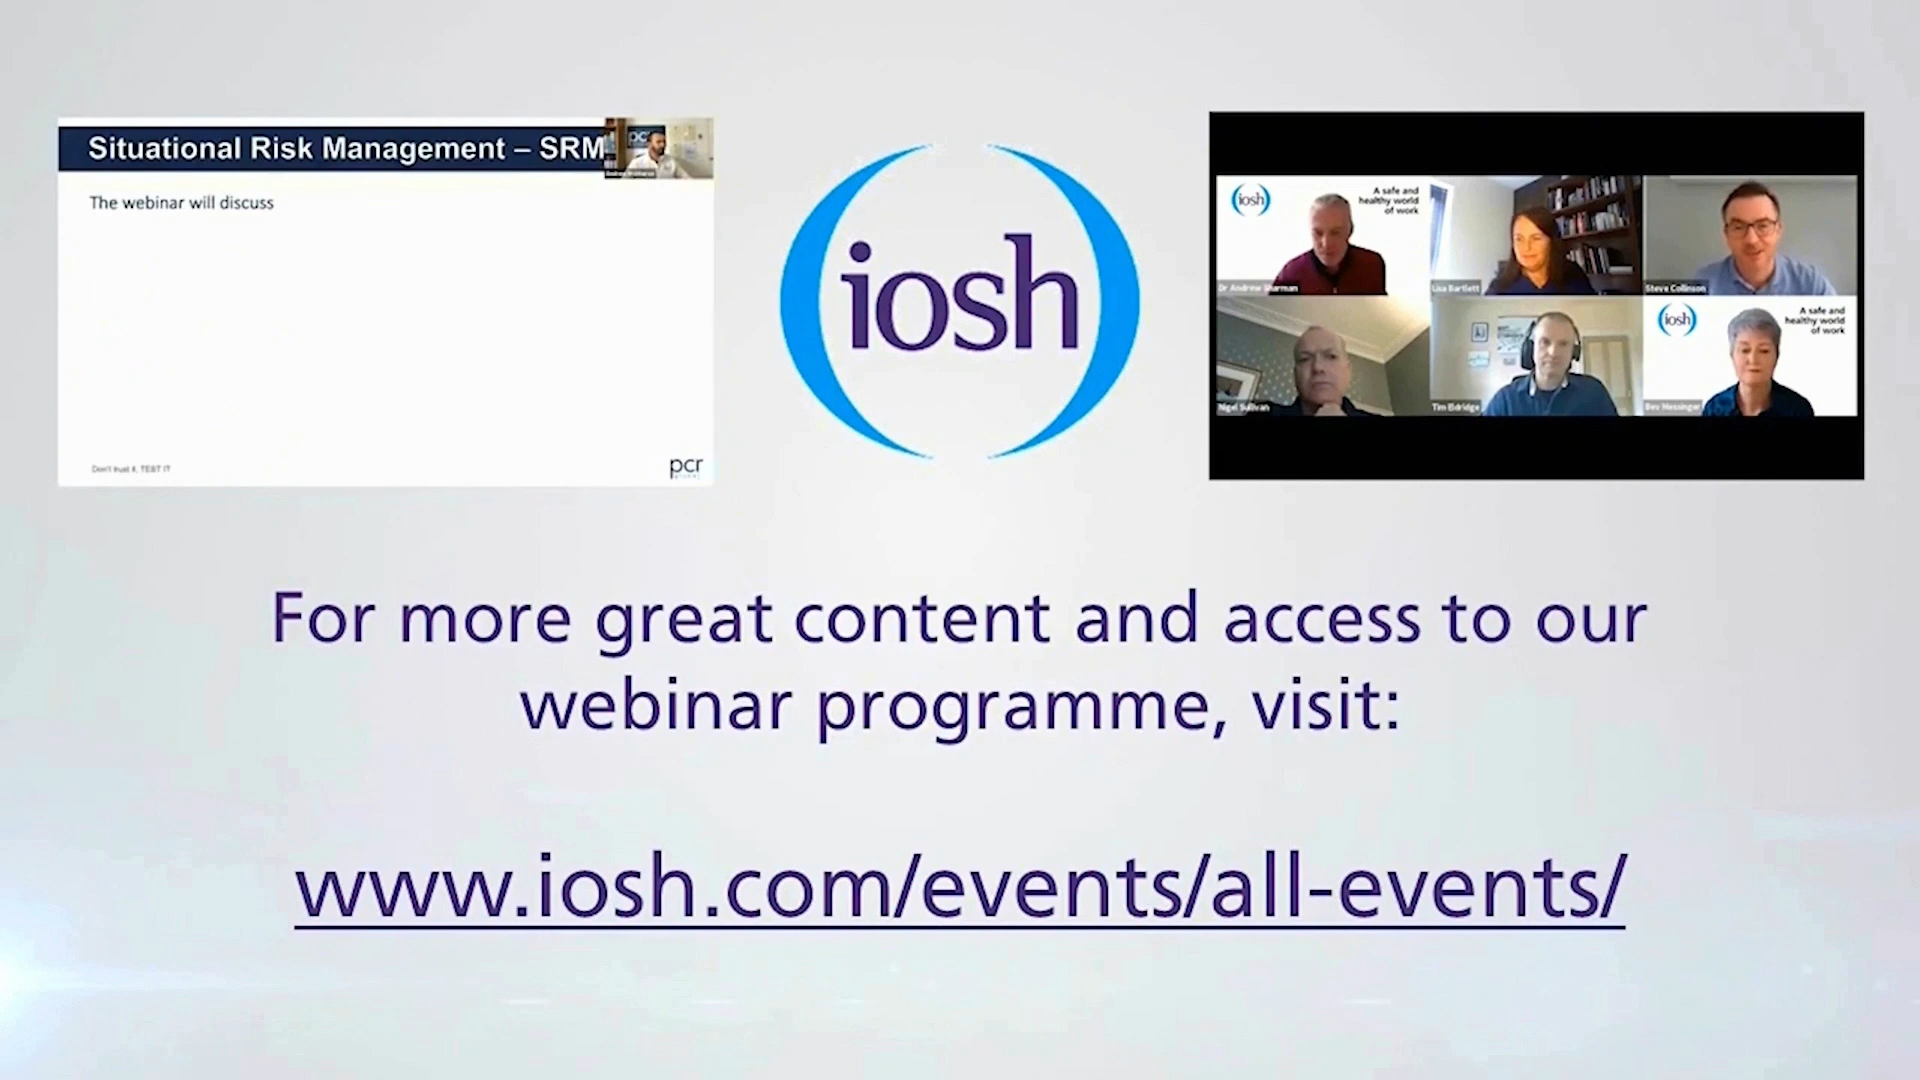 Situational Risk Management – SRM
The webinar will discuss
Don't trust it, TEST IT
pcr
iosh
iosh
A safe and
healthy world
of work
Dr Andrew Sharman
Lisa Bartlett
Steve Collinson
Nigel Sullivan
Tim Eldridge
iosh
A safe and
healthy world
of work
Bev Messinger
For more great content and access to our
webinar programme, visit:
www.iosh.com/events/all-events/